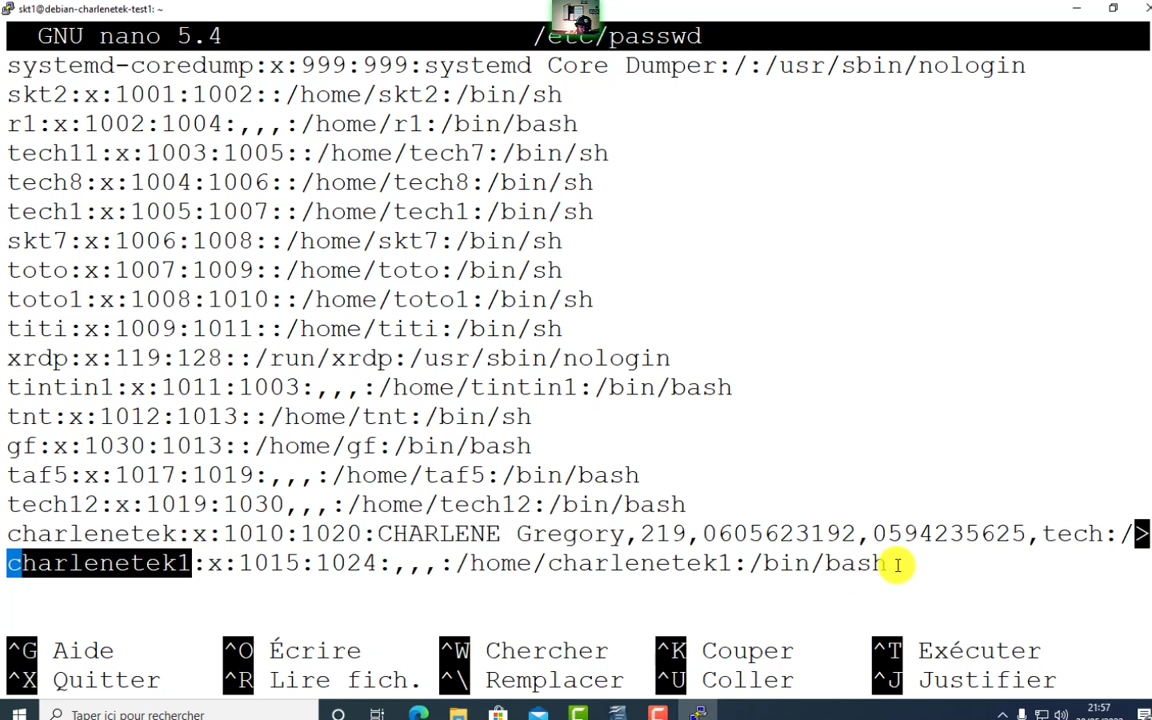 skt1@debian-charlenetek-test1: ~
GNU nano 5.4 /etc/passwd
systemd-coredump:x:999:999:systemd Core Dumper:/:/usr/sbin/nologin
skt2:x:1001:1002::/home/skt2:/bin/sh
r1:x:1002:1004:,,,:/home/r1:/bin/bash
tech11:x:1003:1005::/home/tech7:/bin/sh
tech8:x:1004:1006::/home/tech8:/bin/sh
tech1:x:1005:1007::/home/tech1:/bin/sh
skt7:x:1006:1008::/home/skt7:/bin/sh
toto:x:1007:1009::/home/toto:/bin/sh
toto1:x:1008:1010::/home/toto1:/bin/sh
titi:x:1009:1011::/home/titi:/bin/sh
xrdp:x:119:128::/run/xrdp:/usr/sbin/nologin
tintin1:x:1011:1003:,,,:/home/tintin1:/bin/bash
tnt:x:1012:1013::/home/tnt:/bin/sh
gf:x:1030:1013::/home/gf:/bin/bash
taf5:x:1017:1019:,,,:/home/taf5:/bin/bash
tech12:x:1019:1030,,,:/home/tech12:/bin/bash
charlenetek:x:1010:1020:CHARLENE Gregory,219,0605623192,0594235625,tech:/>
charlenetek1:x:1015:1024:,,,:/home/charlenetek1:/bin/bash
^G Aide ^O Écrire ^W Chercher ^K Couper ^T Exécuter
^X Quitter ^R Lire fich. ^\ Remplacer ^U Coller ^J Justifier
Taper ici pour rechercher
21:57